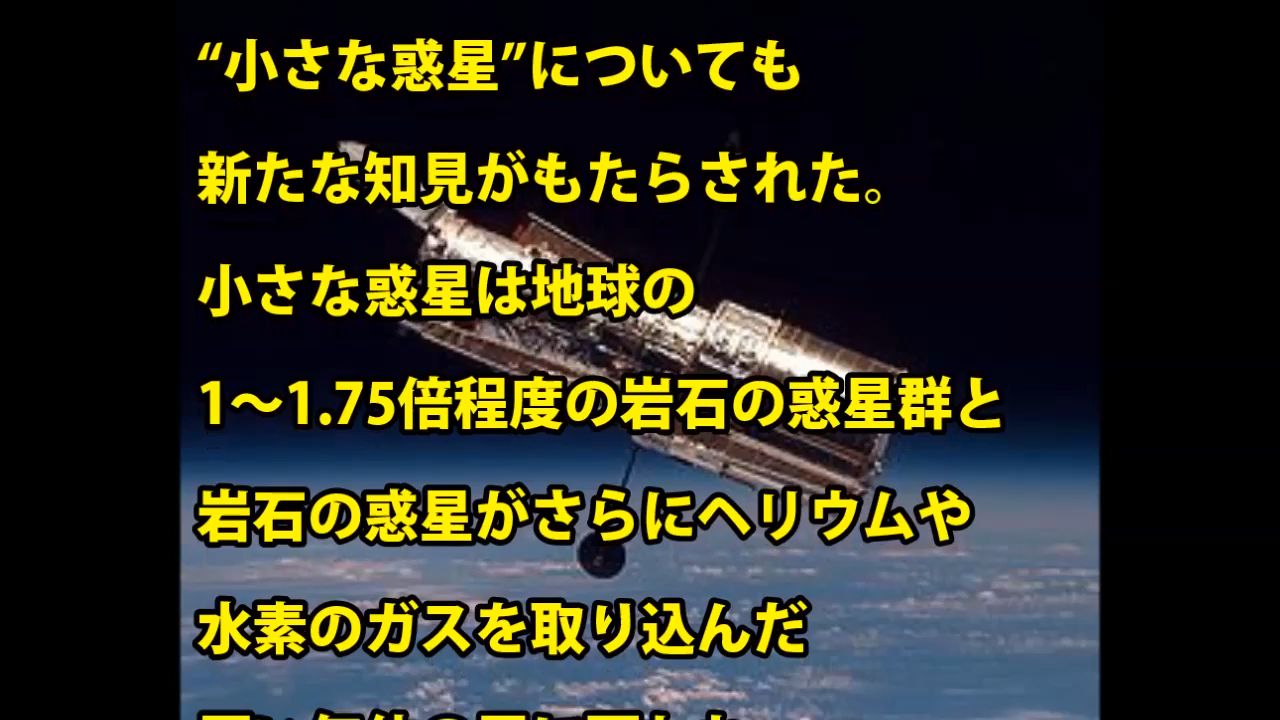 “小さな惑星”についても
新たな知見がもたらされた。
小さな惑星は地球の
1〜1.75倍程度の岩石の惑星群と
岩石の惑星がさらにヘリウムや
水素のガスを取り込んだ